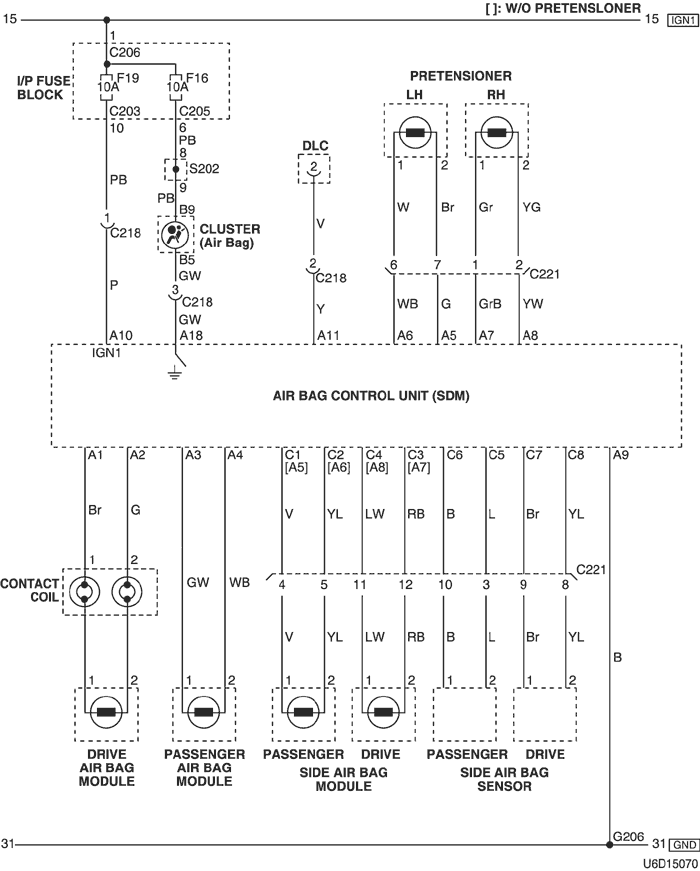 [ ]: W/O PRETENSLONER
15 15 IGN1
1
C206
I/P FUSE BLOCK
F19 F16
10A 10A
C203 C205
10 6
PB
8
S202
9
PB PB
B9
CLUSTER
(Air Bag)
1
C218
B5
GW
3
C218
P
GW
A10 A18
IGN1
DLC
2
V
2
C218
Y
A11
PRETENSIONER
LH RH
1 2 1 2
W Br Gr YG
6 7 1 2 C221
WB G GrB YW
A6 A5 A7 A8
AIR BAG CONTROL UNIT (SDM)
A1 A2 A3 A4 C1 C2 C4 C3 C6 C5 C7 C8 A9
[A5] [A6] [A8] [A7]
Br G V YL LW RB B L Br YL
1 2 C221
CONTACT COIL
GW WB
4 5 11 12 10 3 9 8
V YL LW RB B L Br YL
B
1 2 1 2 1 2 1 2 1 2 1 2
DRIVE PASSENGER PASSENGER DRIVE PASSENGER DRIVE
AIR BAG AIR BAG SIDE AIR BAG SIDE AIR BAG
MODULE MODULE MODULE SENSOR
G206
31 31 GND
U6D15070